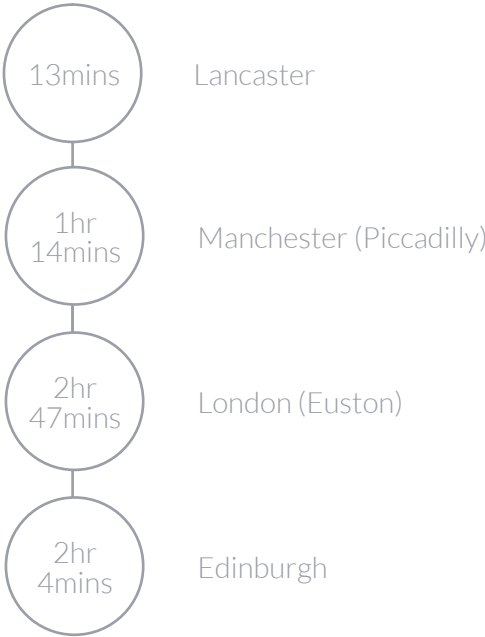 13mins
Lancaster
1hr
14mins
Manchester (Piccadilly)
2hr
47mins
London (Euston)
2hr
4mins
Edinburgh